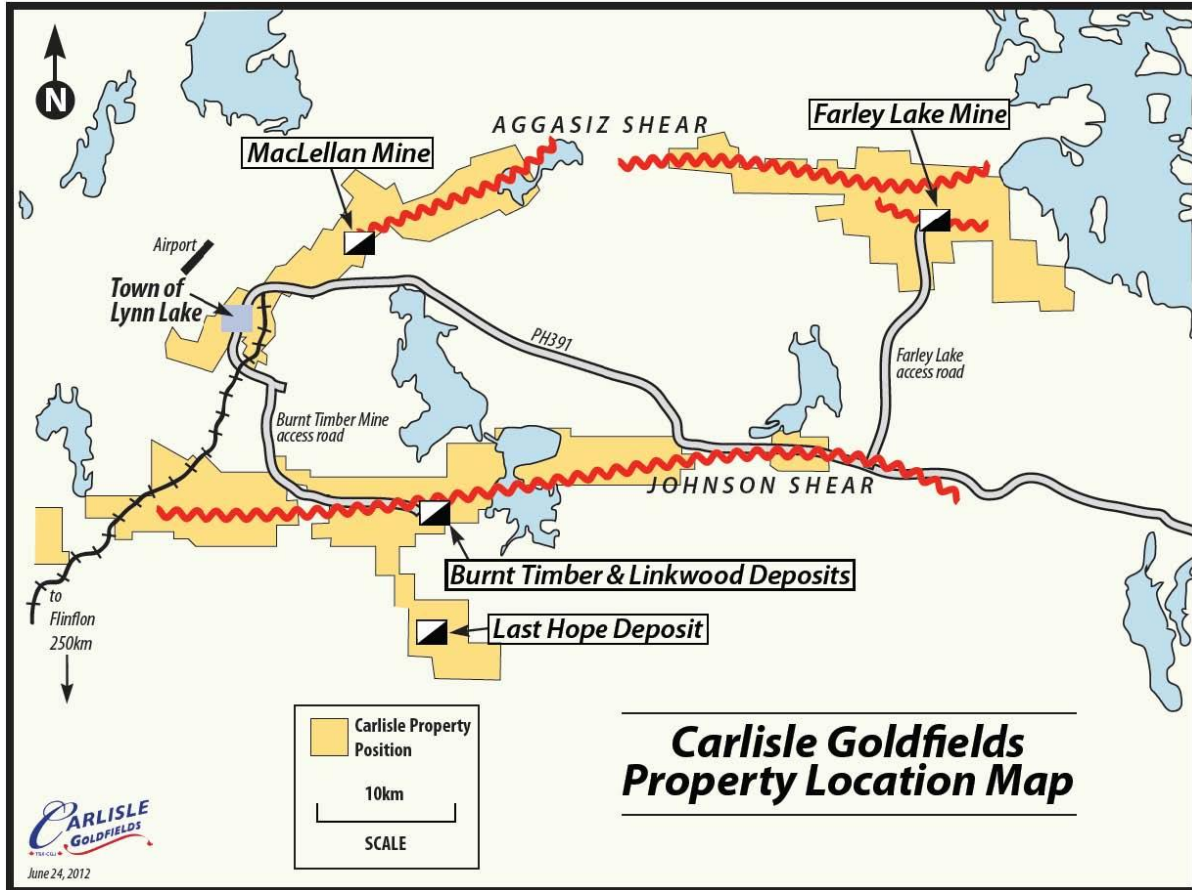 N
AGGASIZ SHEAR
Farley Lake Mine
MacLellan Mine
Airport
Town of
Lynn Lake
PH391
Farley Lake
access road
Burnt Timber Mine
access road
JOHNSON SHEAR
Burnt Timber & Linkwood Deposits
to
Flinflon
250km
Last Hope Deposit
Carlisle Property
Position
10km
SCALE
Carlisle Goldfields
Property Location Map
CARLISLE
GOLDFIELDS
June 24, 2012